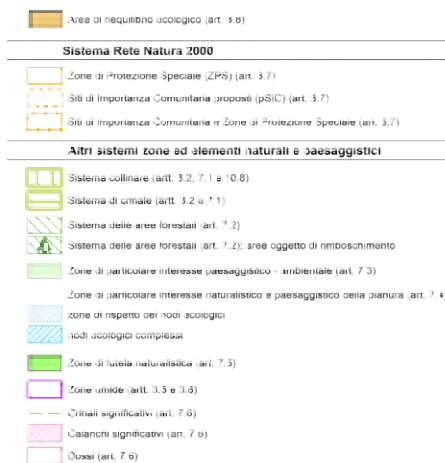 Area di riequilibrio ecologico (art. 3.8)
Sistema Rete Natura 2000
Zone di Protezione Speciale (ZPS) (art. 3.7)
Siti di Importanza Comunitaria proposti (pSIC) (art. 3.7)
Siti di Importanza Comunitaria e Zone di Protezione Speciale (art. 3.7)
Altri sistemi zone ed elementi naturali e paesaggistici
Sistema collinare (artt. 3.2, 7.1 e 10.8)
Sistema di crinale (artt. 3.2 e 7.1)
Sistema delle aree forestali (art. 7.2)
Sistema delle aree forestali (art. 7.2); aree oggetto di rimboschimento
Zone di particolare interesse paesaggistico - ambientale (art. 7.3)
Zone di particolare interesse naturalistico e paesaggistico della pianura (art. 7.4
zone di rispetto dei nodi ecologici
nodi ecologici complessi
Zone di tutela naturalistica (art. 7.5)
Zone umide (artt. 3.5 e 3.6)
Crinali significativi (art. 7.6)
Calanchi significativi (art. 7.6)
Dossi (art. 7.6)